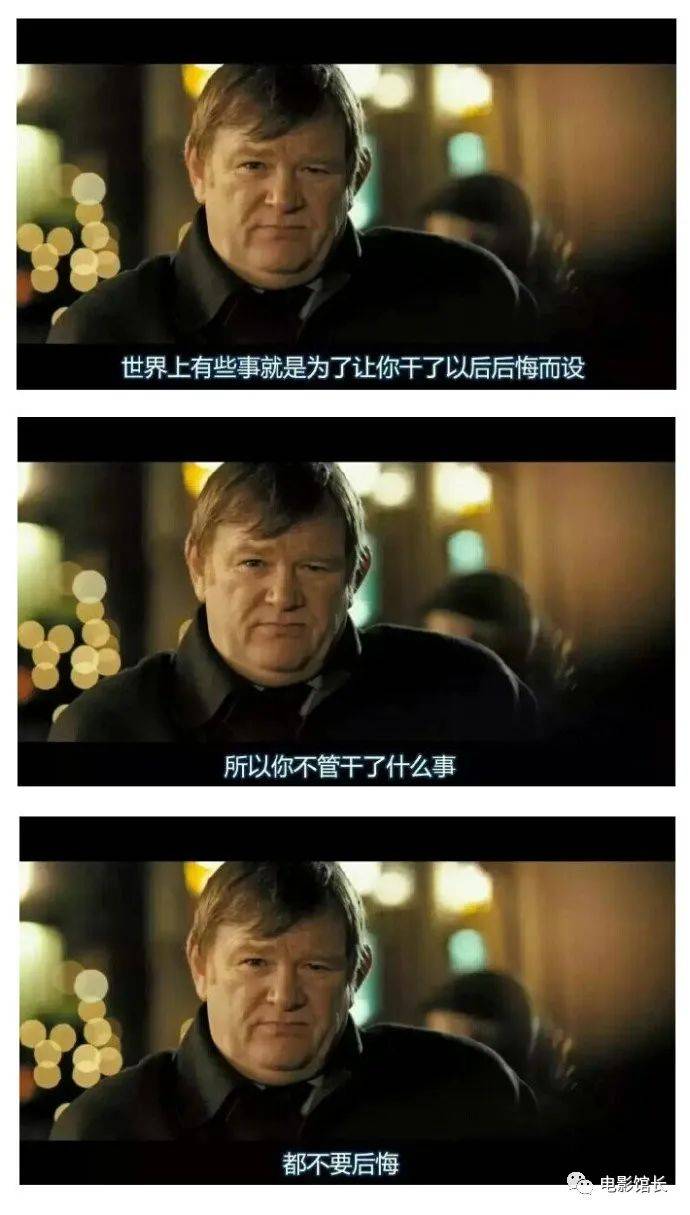 世界上有些事就是为了让你干了以后后悔而设
所以你不管干了什么事
都不要后悔
电影馆长